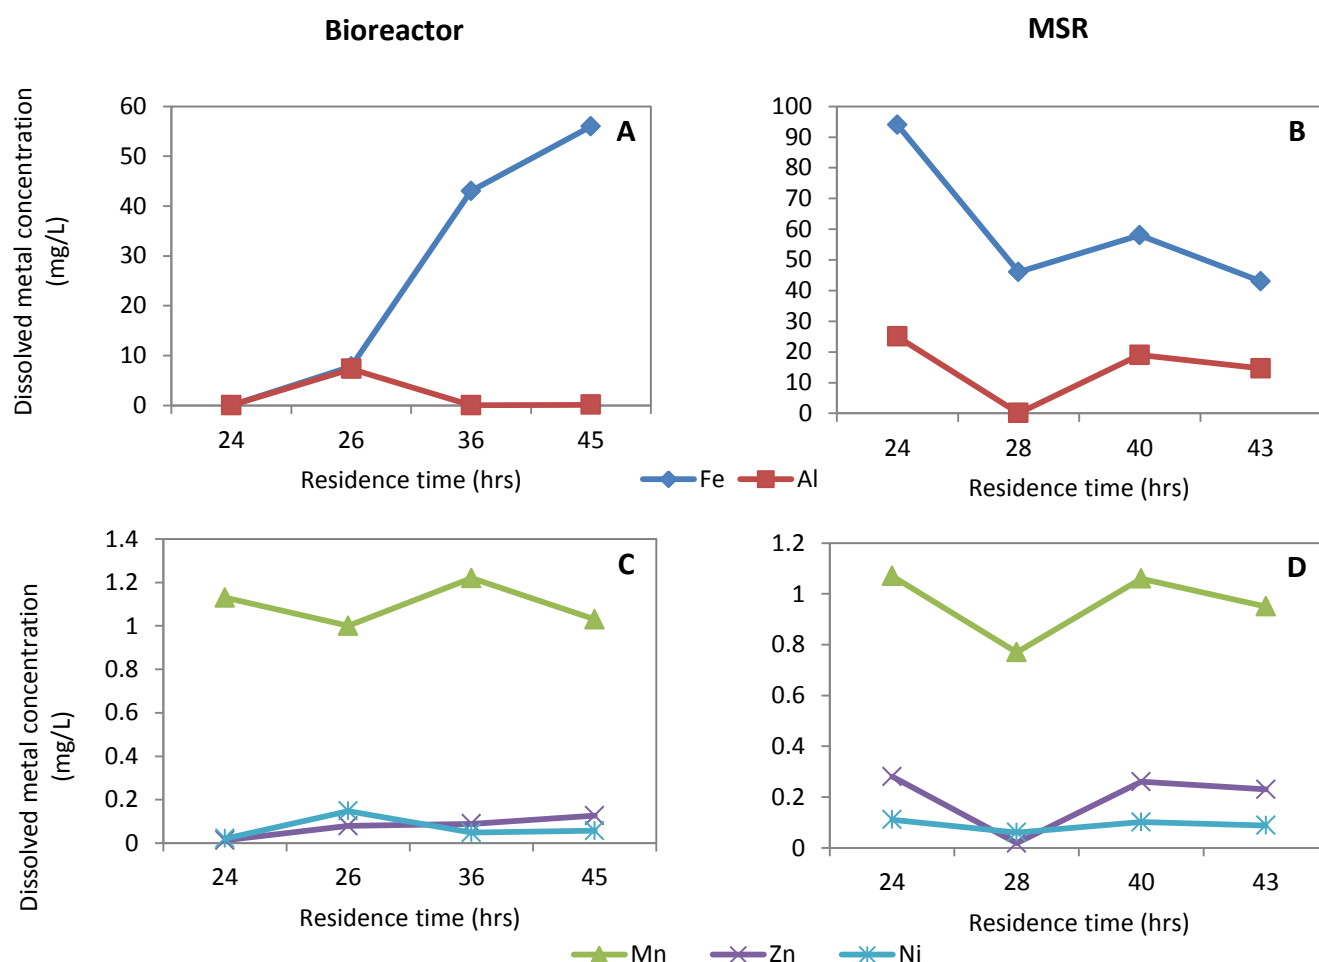 Bioreactor
MSR
Dissolved metal concentration
(mg/L)
60
50
40
30
20
10
0
A
24 26 36 45
Residence time (hrs)
100
90
80
70
60
50
40
30
20
10
0
B
24 28 40 43
Residence time (hrs)
Fe Al
Dissolved metal concentration
(mg/L)
1.4
1.2
1
0.8
0.6
0.4
0.2
0
C
24 26 36 45
Residence time (hrs)
1.2
1
0.8
0.6
0.4
0.2
0
D
24 28 40 43
Residence time (hrs)
Mn Zn Ni